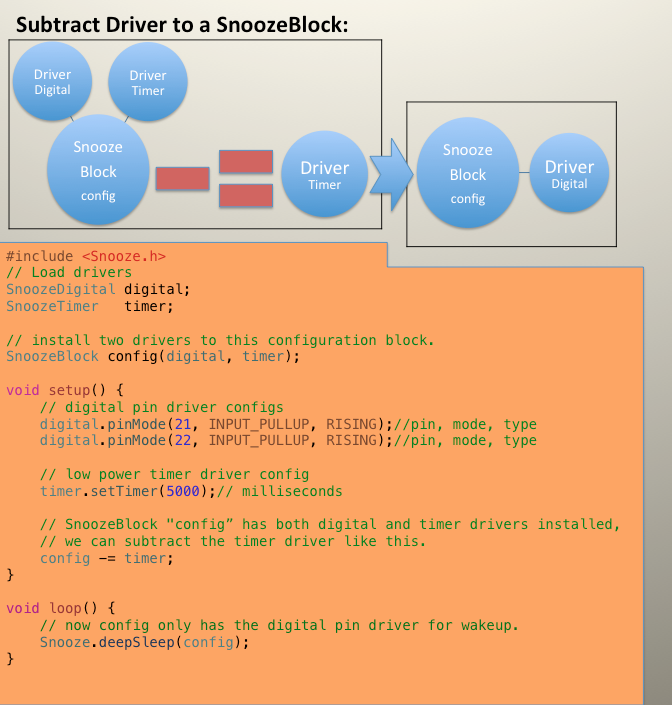 Subtract Driver to a SnoozeBlock:
Driver
Digital
Driver
Timer
Snooze
Block
config
Driver
Timer
Snooze
Block
config
Driver
Digital
#include <Snooze.h>
// Load drivers
SnoozeDigital digital;
SnoozeTimer   timer;
// install two drivers to this configuration block.
SnoozeBlock config(digital, timer);
void setup() {
    // digital pin driver configs
    digital.pinMode(21, INPUT_PULLUP, RISING);//pin, mode, type
    digital.pinMode(22, INPUT_PULLUP, RISING);//pin, mode, type
    // low power timer driver config
    timer.setTimer(5000);// milliseconds
    // SnoozeBlock "config” has both digital and timer drivers installed,
    // we can subtract the timer driver like this.
    config -= timer;
}
void loop() {
    // now config only has the digital pin driver for wakeup.
    Snooze.deepSleep(config);
}